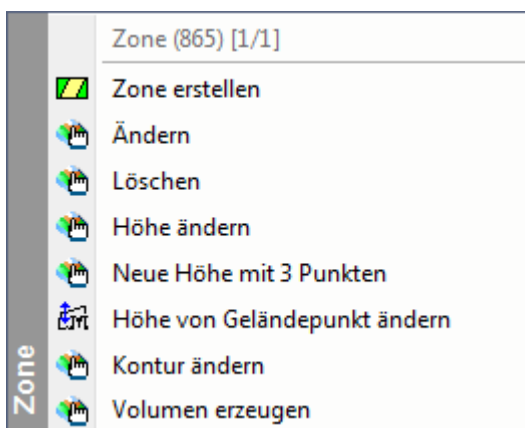 Zone (865) [1/1]
Zone erstellen
Ändern
Löschen
Höhe ändern
Neue Höhe mit 3 Punkten
Höhe von Geländepunkt ändern
Kontur ändern
Volumen erzeugen
Zone